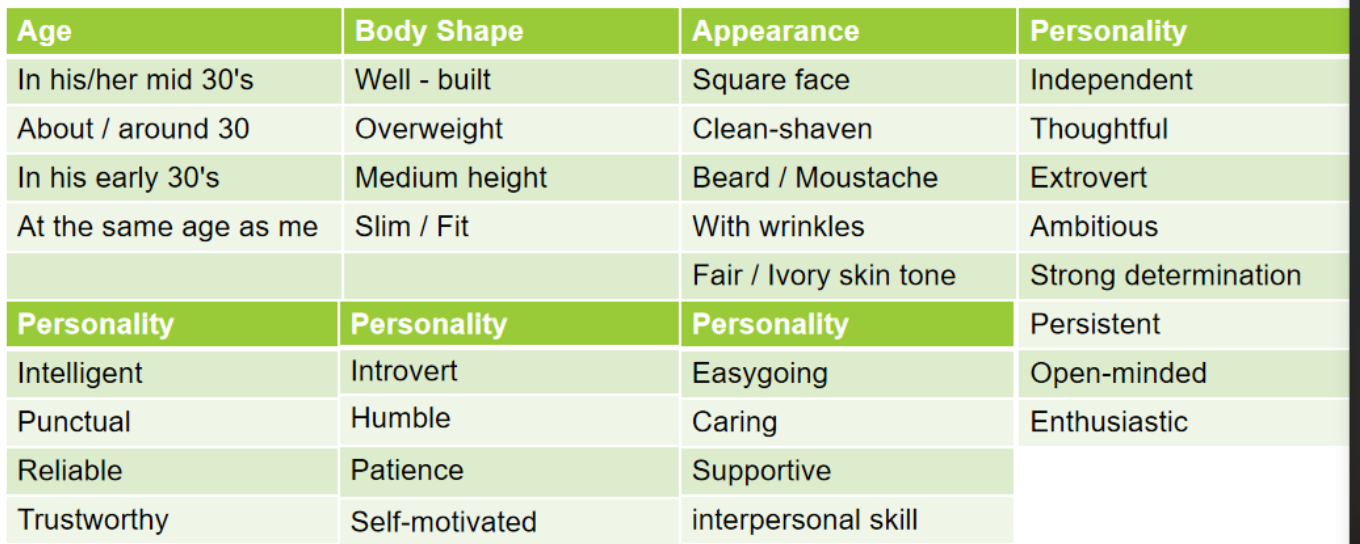 Age Body Shape Appearance Personality
In his/her mid 30's Well - built Square face Independent
About / around 30 Overweight Clean-shaven Thoughtful
In his early 30's Medium height Beard / Moustache Extrovert
At the same age as me Slim / Fit With wrinkles Ambitious
Fair / Ivory skin tone Strong determination
Personality Personality Personality Persistent
Intelligent Introvert Easygoing Open-minded
Punctual Humble Caring Enthusiastic
Reliable Patience Supportive
Trustworthy Self-motivated interpersonal skill